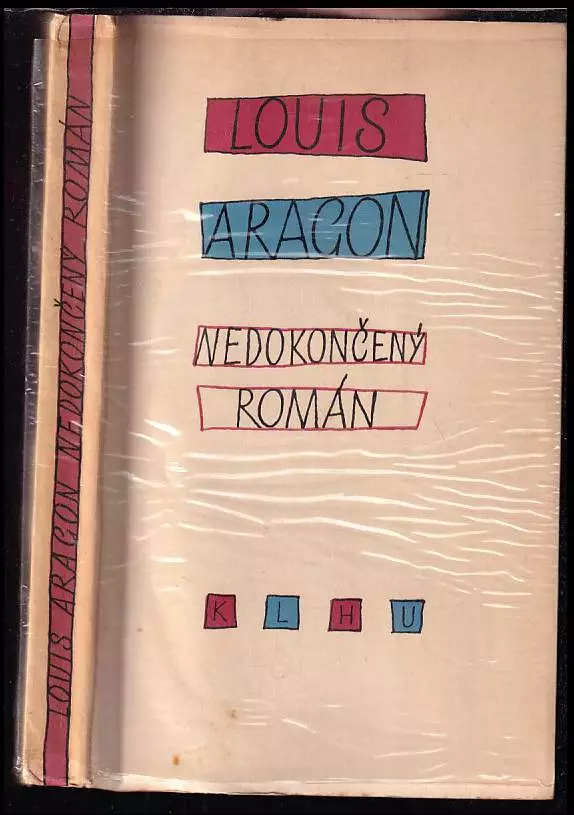 LOUIS
ARAGON
NEDOKONČENÝ
ROMÁN
K L H U
LOUIS ARAGON NEDOKONČENÝ ROMÁN